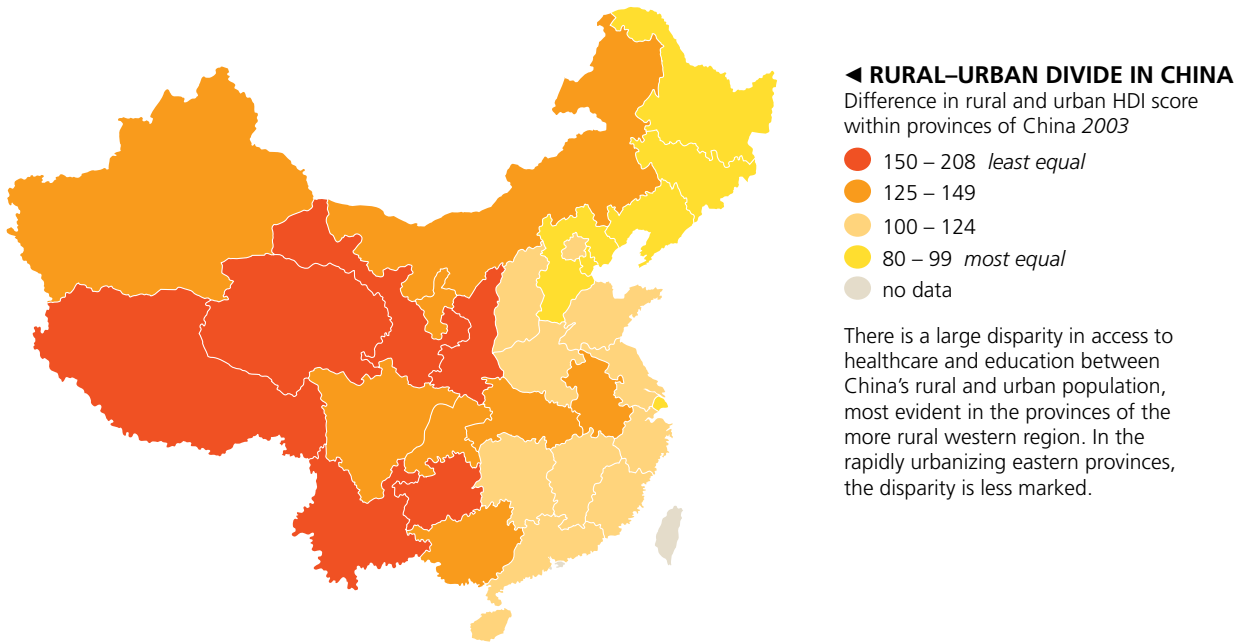 ◄ RURAL–URBAN DIVIDE IN CHINA
Difference in rural and urban HDI score
within provinces of China 2003
150 – 208 least equal
125 – 149
100 – 124
80 – 99 most equal
no data
There is a large disparity in access to
healthcare and education between
China’s rural and urban population,
most evident in the provinces of the
more rural western region. In the
rapidly urbanizing eastern provinces,
the disparity is less marked.